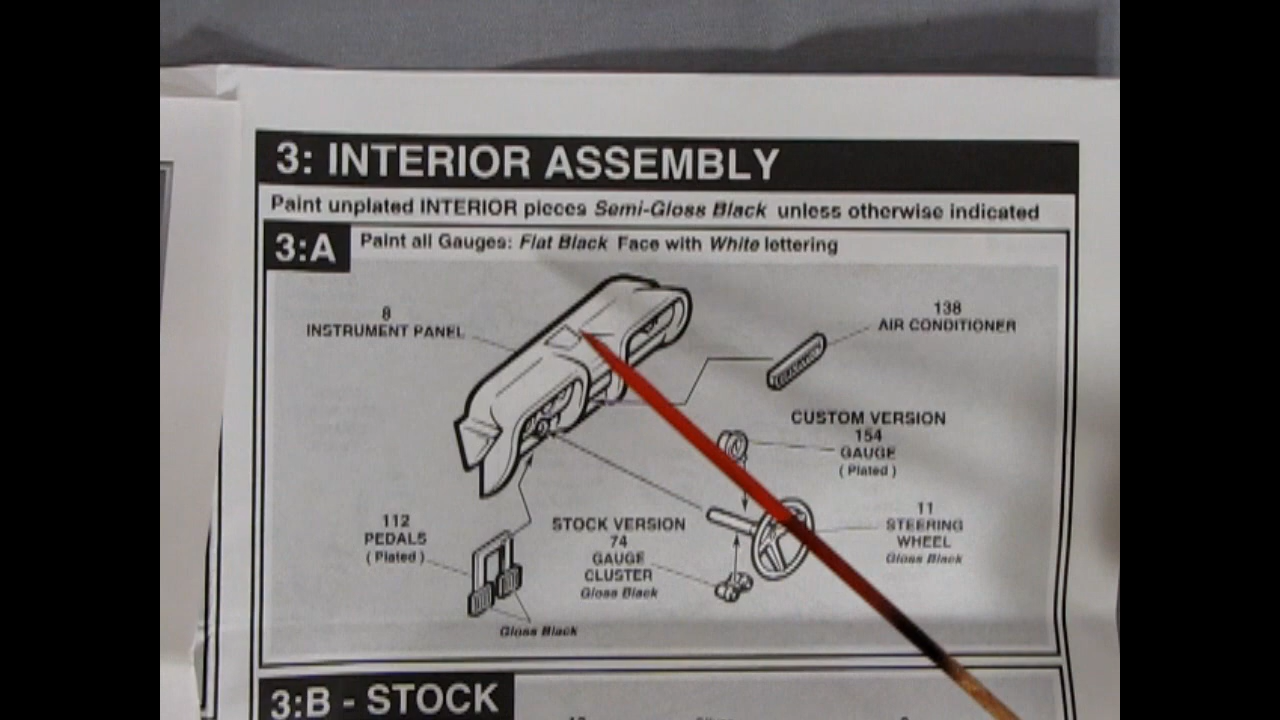 3: INTERIOR ASSEMBLY
Paint unplated INTERIOR pieces Semi-Gloss Black unless otherwise indicated
3:A
Paint all Gauges: Flat Black Face with White lettering
8
INSTRUMENT PANEL
138
AIR CONDITIONER
CUSTOM VERSION
154
GAUGE
( Plated )
11
STEERING
WHEEL
Gloss Black
112
PEDALS
( Plated )
STOCK VERSION
74
GAUGE
CLUSTER
Gloss Black
Gloss Black
3:B - STOCK